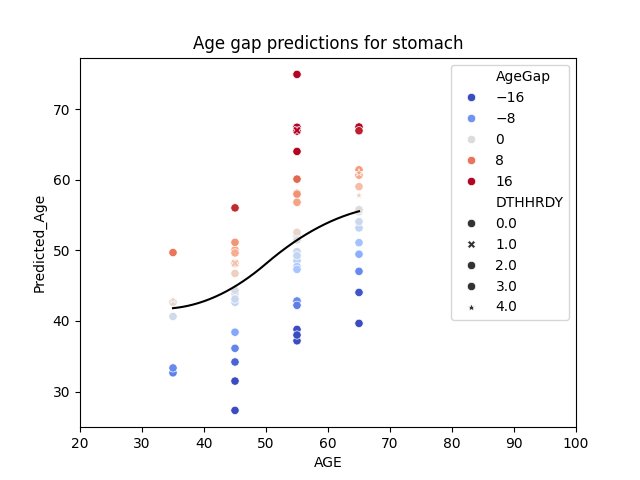 Age gap predictions for stomach
Predicted_Age
70
60
50
40
30
20 30 40 50 60 70 80 90 100
AGE
AgeGap
−16
−8
0
8
16
DTHHRDY
0.0
1.0
2.0
3.0
4.0